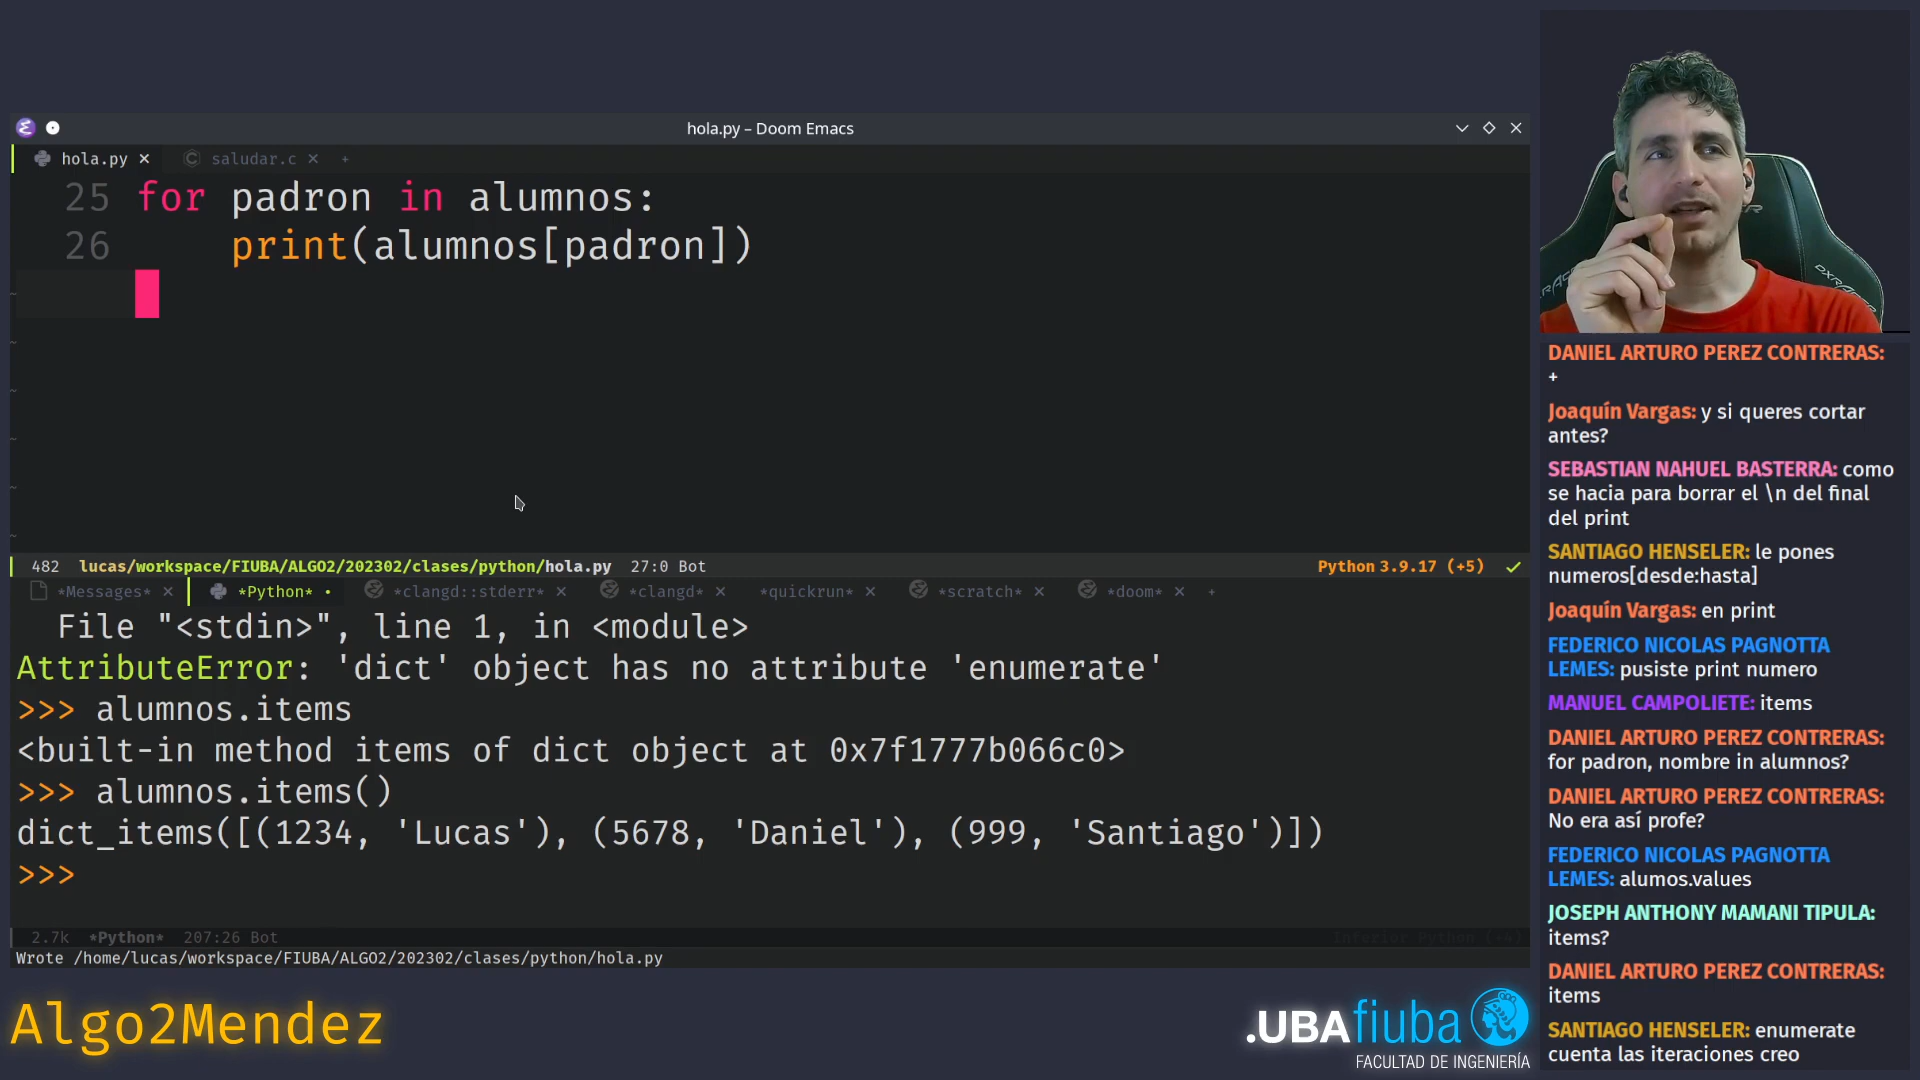 hola.py – Doom Emacs
hola.py
saludar.c
25 for padron in alumnos:
26 print(alumnos[padron])
482 lucas/workspace/FIUBA/ALGO2/202302/clases/python/hola.py 27:0 Bot Python 3.9.17 (+5)
*Messages* *Python* *clangd::stderr* *clangd* *quickrun* *scratch* *doom*
File "<stdin>", line 1, in <module>
AttributeError: 'dict' object has no attribute 'enumerate'
>>> alumnos.items
<built-in method items of dict object at 0x7f1777b066c0>
>>> alumnos.items()
dict_items([(1234, 'Lucas'), (5678, 'Daniel'), (999, 'Santiago')])
>>>
2.7k *Python* 207:26 Bot
Wrote /home/lucas/workspace/FIUBA/ALGO2/202302/clases/python/hola.py
Algo2Mendez
.UBAfiuba
FACULTAD DE INGENIERÍA
DANIEL ARTURO PEREZ CONTRERAS:
+
Joaquín Vargas: y si queres cortar
antes?
SEBASTIAN NAHUEL BASTERRA: como
se hacia para borrar el \n del final
del print
SANTIAGO HENSELER: le pones
numeros[desde:hasta]
Joaquín Vargas: en print
FEDERICO NICOLAS PAGNOTTA
LEMES: pusiste print numero
MANUEL CAMPOLIETE: items
DANIEL ARTURO PEREZ CONTRERAS:
for padron, nombre in alumnos?
DANIEL ARTURO PEREZ CONTRERAS:
No era así profe?
FEDERICO NICOLAS PAGNOTTA
LEMES: alumos.values
JOSEPH ANTHONY MAMANI TIPULA:
items?
DANIEL ARTURO PEREZ CONTRERAS:
items
SANTIAGO HENSELER: enumerate
cuenta las iteraciones creo